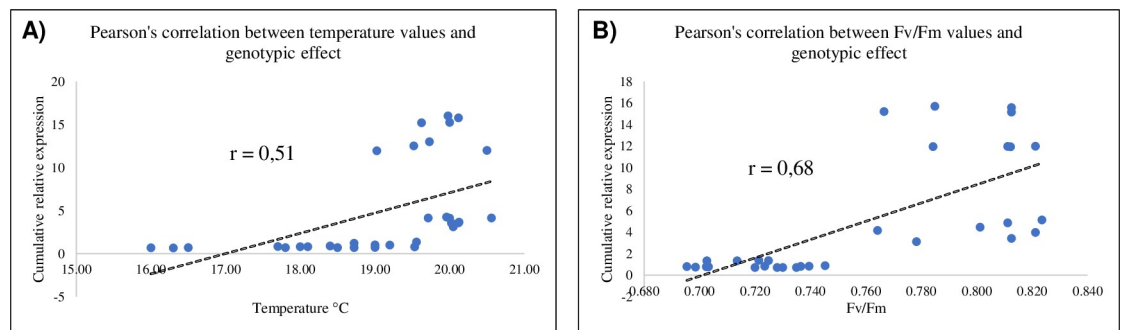 A)
Pearson's correlation between temperature values and
genotypic effect
Cumulative relative expression
20
15
10
5
0
-5
r = 0,51
15.00 16.00 17.00 18.00 19.00 20.00 21.00
Temperature °C
B)
Pearson's correlation between Fv/Fm values and
genotypic effect
Cumulative relative expression
18
16
14
12
10
8
6
4
2
0
-2
r = 0,68
0.680 0.700 0.720 0.740 0.760 0.780 0.800 0.820 0.840
Fv/Fm